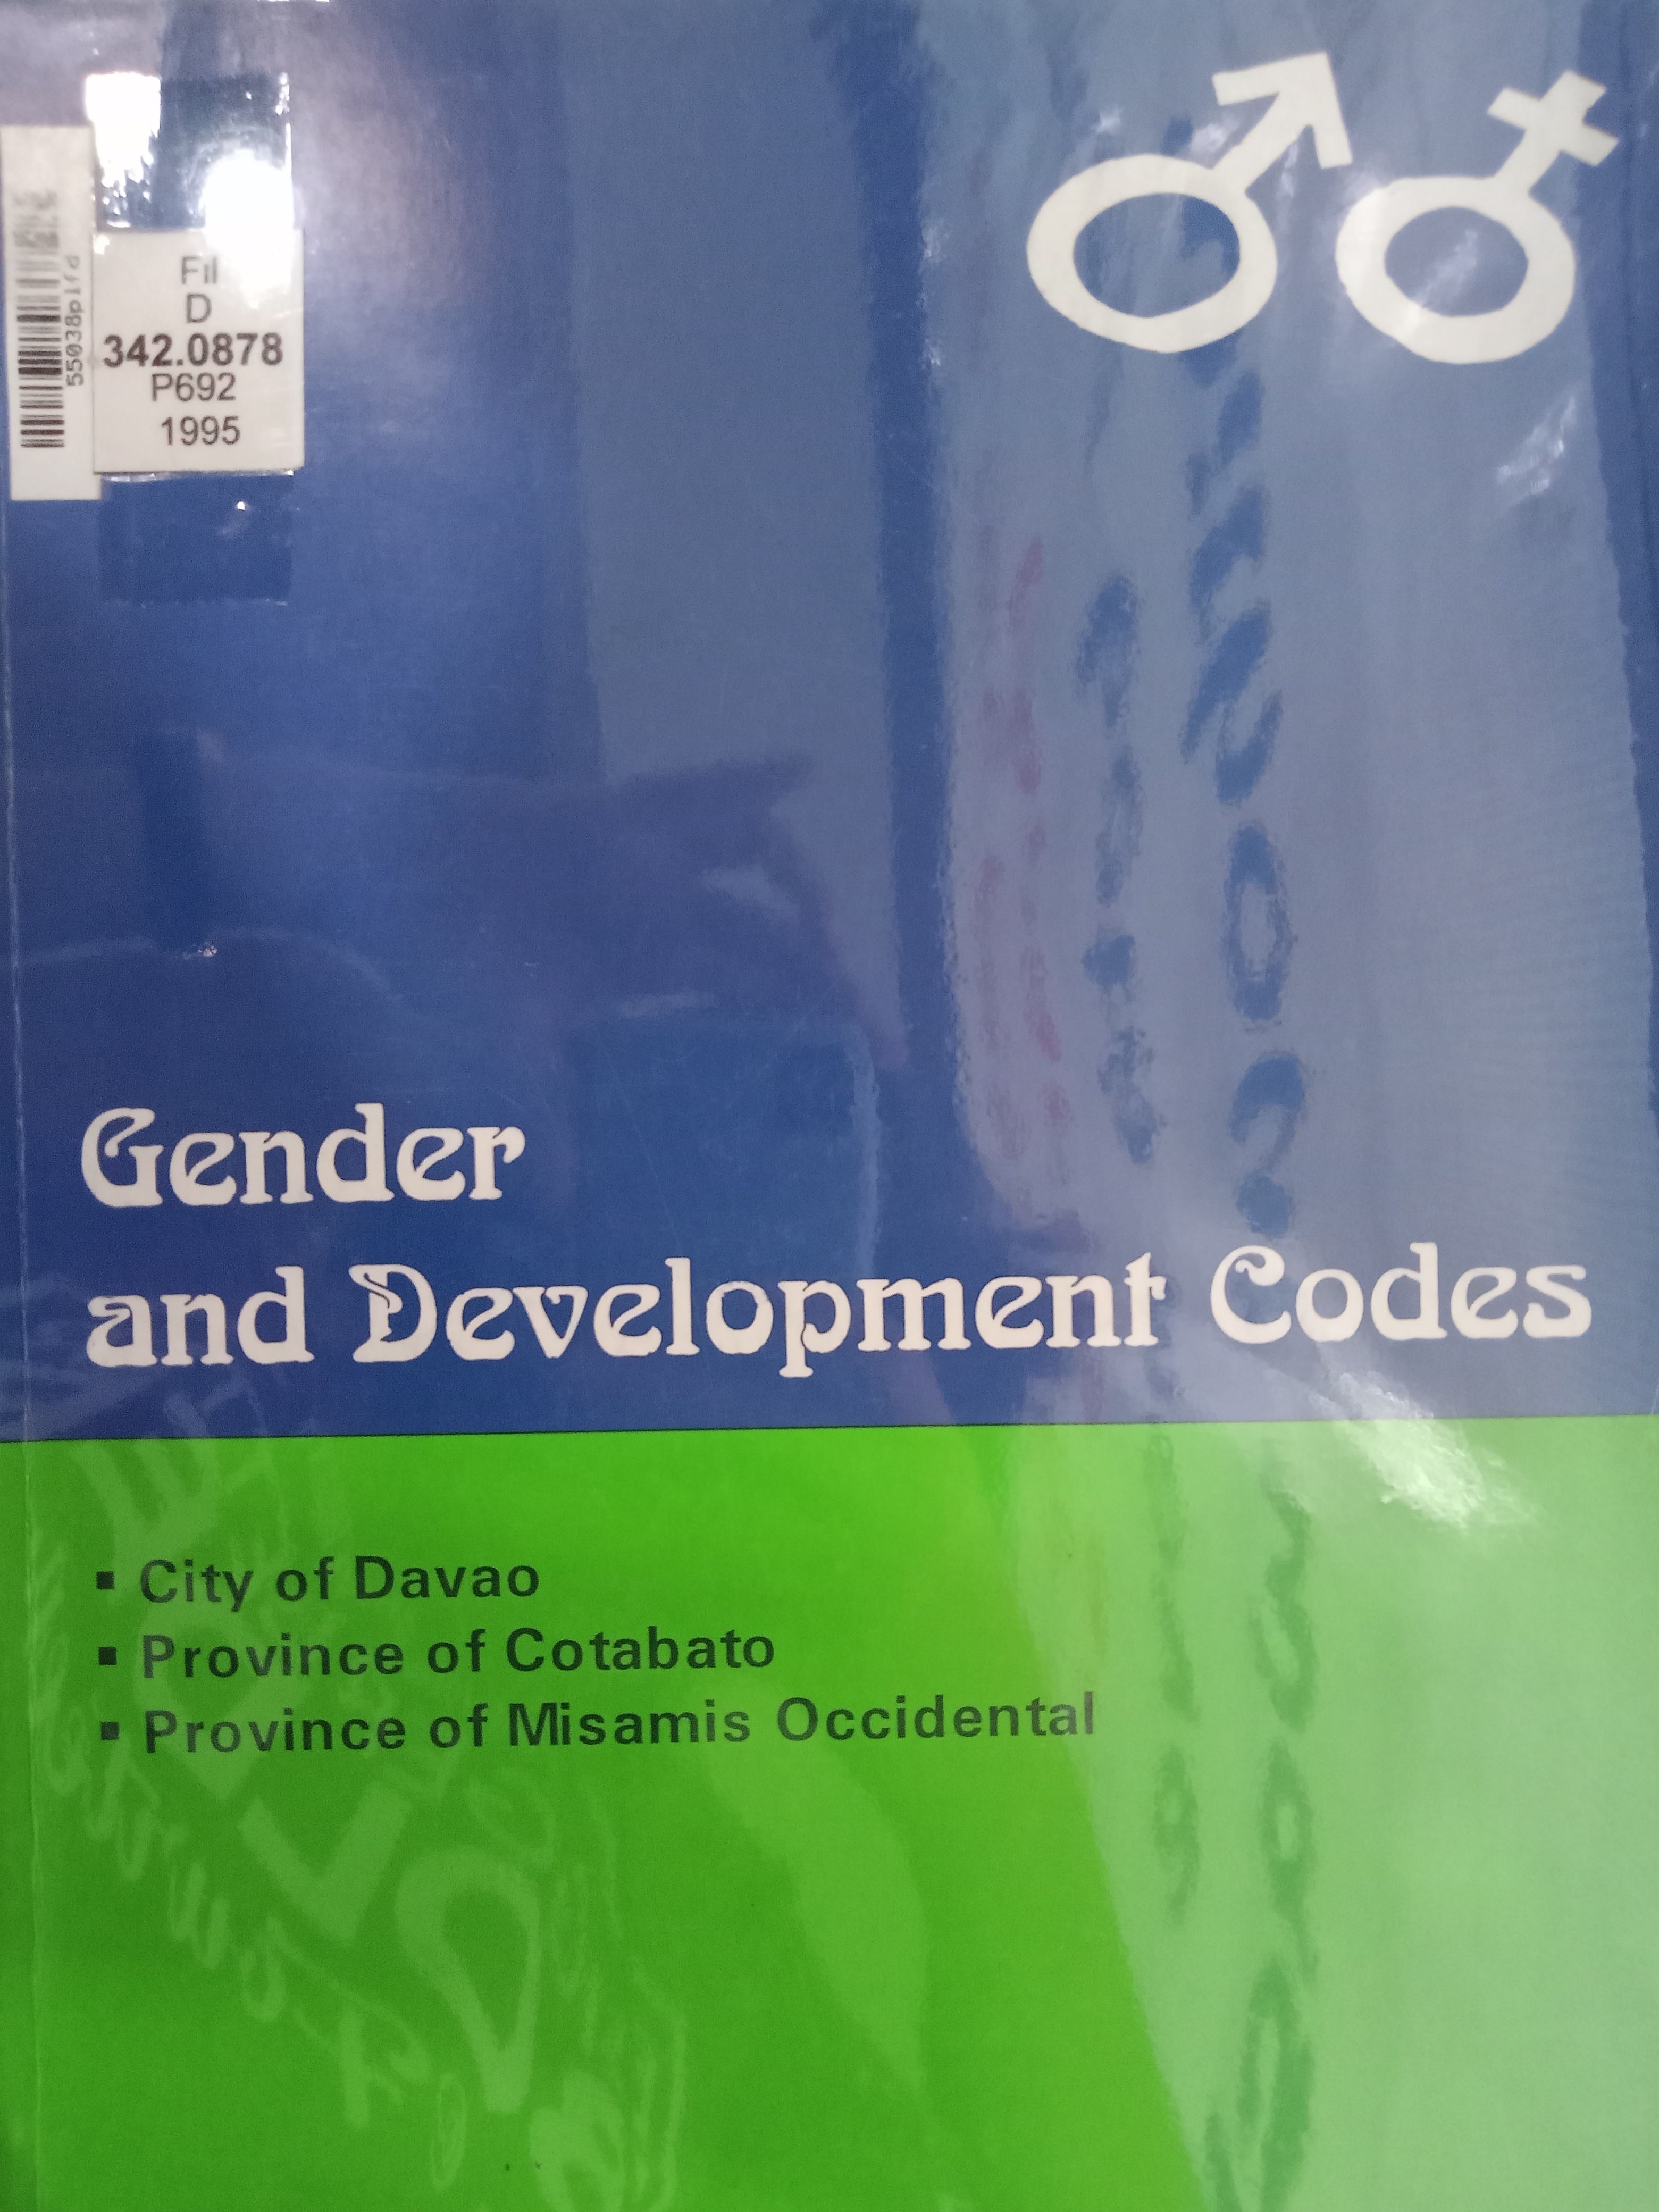 55038plfd
Fil
D
342.0878
P692
1995
Gender
and Development Codes
▪ City of Davao
▪ Province of Cotabato
▪ Province of Misamis Occidental